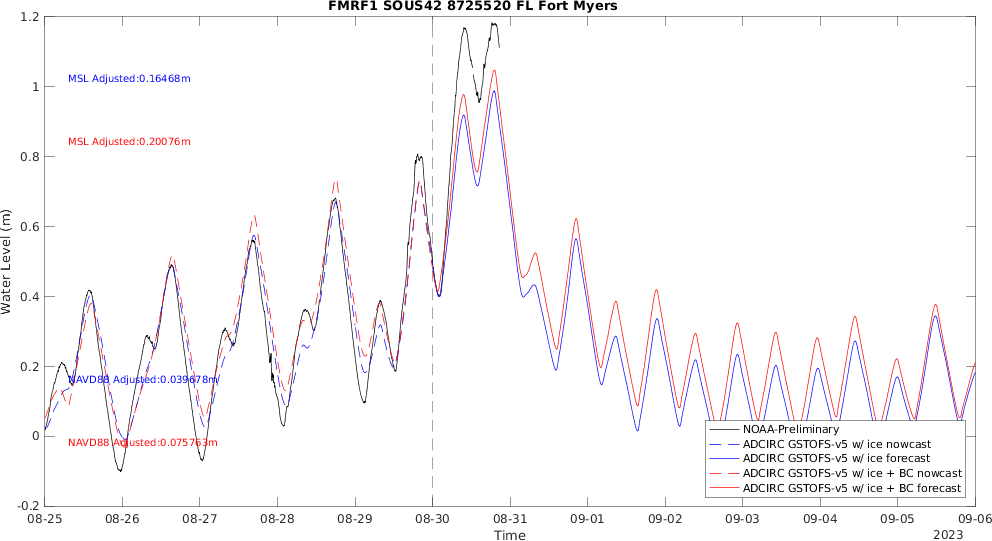 FMRF1 SOUS42 8725520 FL Fort Myers
1.2
1
0.8
0.6
0.4
0.2
0
-0.2
Water Level (m)
MSL Adjusted:0.16468m
MSL Adjusted:0.20076m
NAVD88 Adjusted:0.039678m
NAVD88 Adjusted:0.075763m
NOAA-Preliminary
ADCIRC GSTOFS-v5 w/ ice nowcast
ADCIRC GSTOFS-v5 w/ ice forecast
ADCIRC GSTOFS-v5 w/ ice + BC nowcast
ADCIRC GSTOFS-v5 w/ ice + BC forecast
08-25 08-26 08-27 08-28 08-29 08-30 08-31 09-01 09-02 09-03 09-04 09-05 09-06
Time
2023